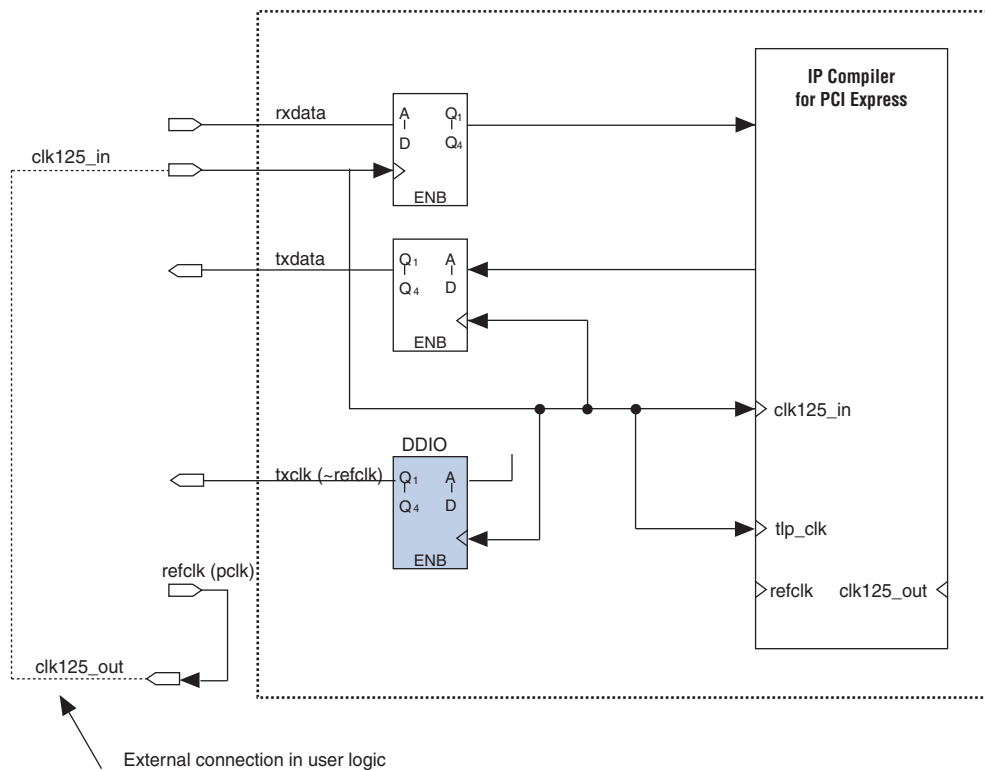 IP Compiler
for PCI Express
rxdata
A
D
Q1
Q4
ENB
clk125_in
txdata
Q1
Q4
A
D
ENB
clk125_in
DDIO
txclk (~refclk)
Q1
Q4
A
D
ENB
tlp_clk
refclk (pclk)
refclk
clk125_out
clk125_out
External connection in user logic